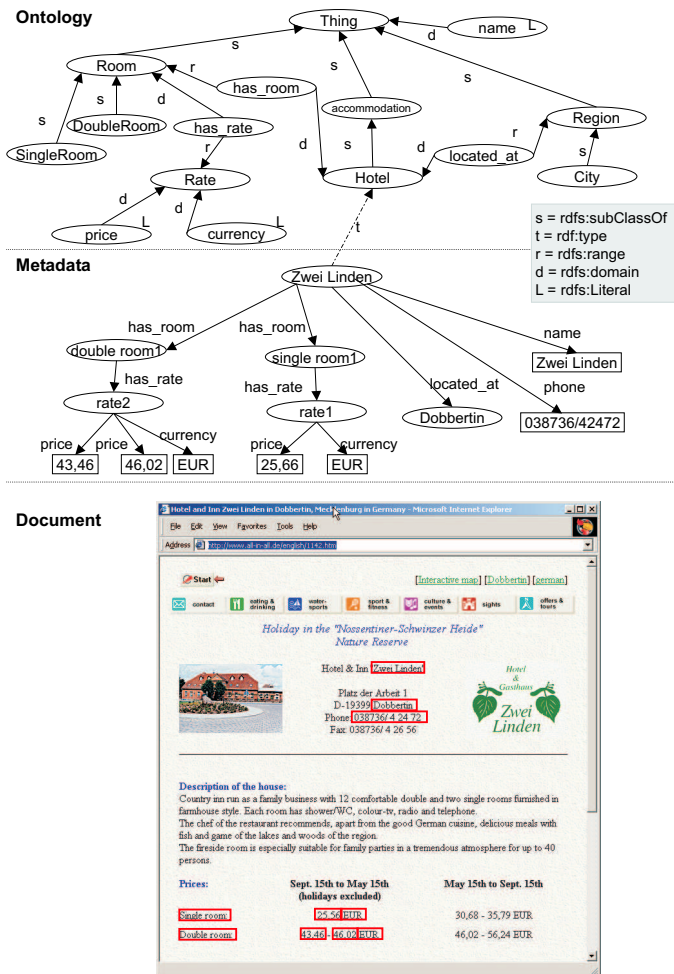 Ontology
Thing
name L
s
d
Room
s
s
r
has_room
accommodation
s
Region
s
s
d
DoubleRoom
has_rate
r
SingleRoom
r
d
s
d
located_at
s
Rate
Hotel
City
d
d
L
L
price
currency
t
s = rdfs:subClassOf
t = rdf:type
r = rdfs:range
d = rdfs:domain
L = rdfs:Literal
Metadata
Zwei Linden
has_room
has_room
name
double room1
single room1
Zwei Linden
has_rate
has_rate
located_at
phone
rate2
rate1
Dobbertin
038736/42472
price
price
currency
price
currency
43,46
46,02
EUR
25,66
EUR
Document
Hotel and Inn Zwei Linden in Dobbertin, Mecklenburg in Germany - Microsoft Internet Explorer
File Edit View Favorites Tools Help
Address http://www.all-in-all.de/english/1142.htm
Start
[Interactive map] [Dobbertin] [german]
contact
eating & drinking
water-sports
sport & fitness
culture & events
sights
offers & tours
Holiday in the "Nossentiner-Schwinzer Heide"
Nature Reserve
Hotel & Inn "Zwei Linden"
Platz der Arbeit 1
D-19399 Dobbertin
Phone: 038736/ 4 24 72
Fax: 038736/ 4 26 56
Hotel
&
Gasthaus
Zwei
Linden
Description of the house:
Country inn run as a family business with 12 comfortable double and two single rooms furnished in
farmhouse style. Each room has shower/WC, colour-tv, radio and telephone.
The chef of the restaurant recommends, apart from the good German cuisine, delicious meals with
fish and game of the lakes and woods of the region.
The fireside room is especially suitable for family parties in a tremendous atmosphere for up to 40
persons.
Prices:
Sept. 15th to May 15th
(holidays excluded)
May 15th to Sept. 15th
Single room:
25,56 EUR
30,68 - 35,79 EUR
Double room:
43,46 - 46,02 EUR
46,02 - 56,24 EUR